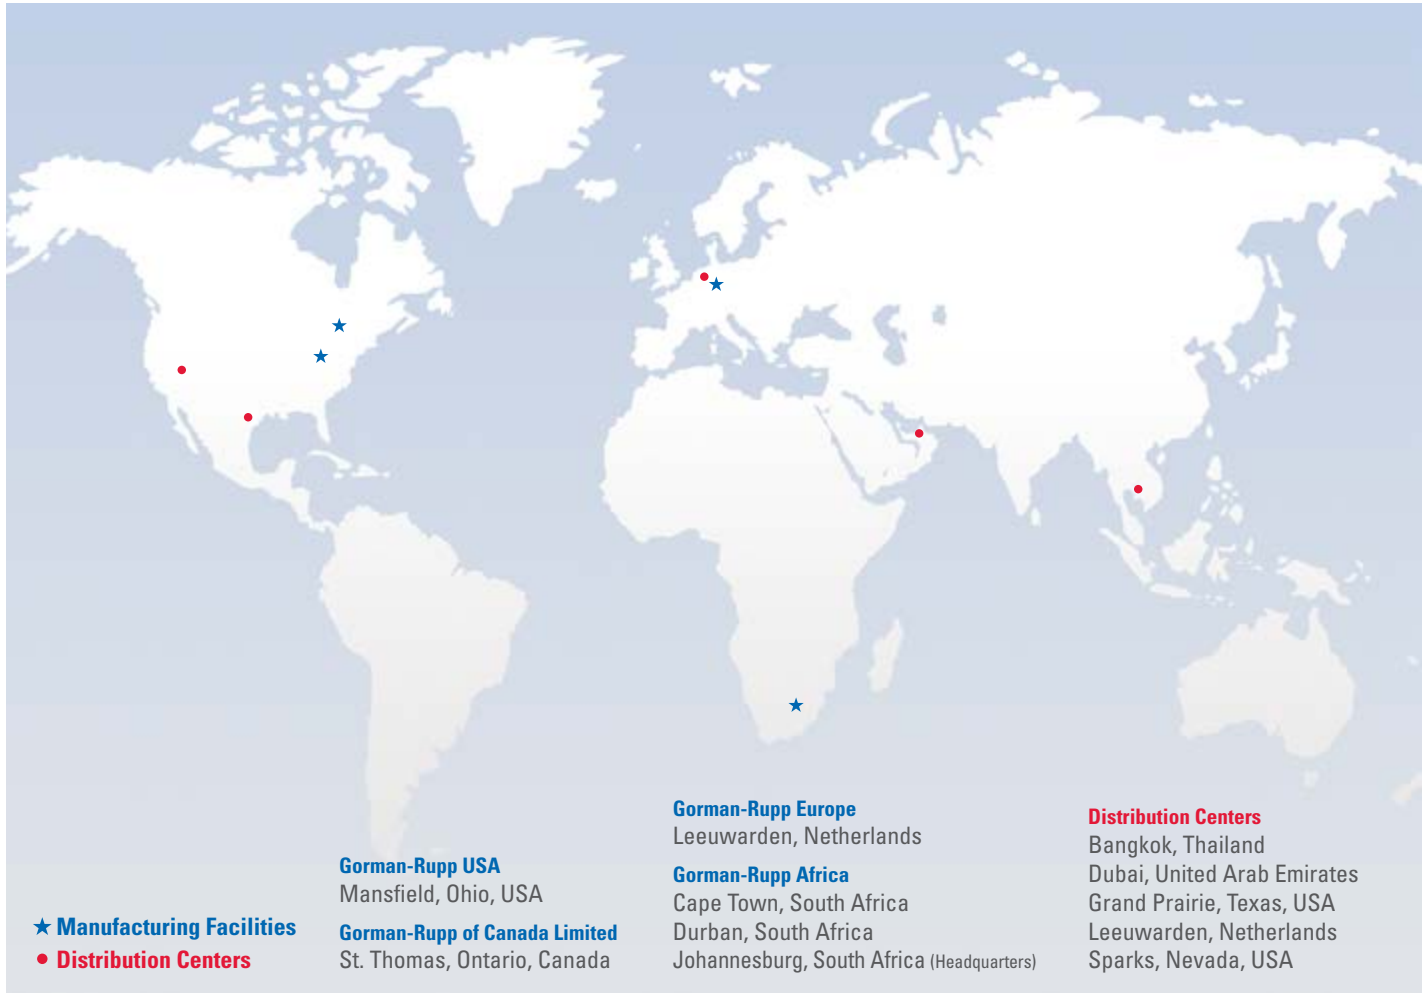 ★ Manufacturing Facilities
● Distribution Centers
Gorman-Rupp USA
Mansfield, Ohio, USA
Gorman-Rupp of Canada Limited
St. Thomas, Ontario, Canada
Gorman-Rupp Europe
Leeuwarden, Netherlands
Gorman-Rupp Africa
Cape Town, South Africa
Durban, South Africa
Johannesburg, South Africa (Headquarters)
Distribution Centers
Bangkok, Thailand
Dubai, United Arab Emirates
Grand Prairie, Texas, USA
Leeuwarden, Netherlands
Sparks, Nevada, USA